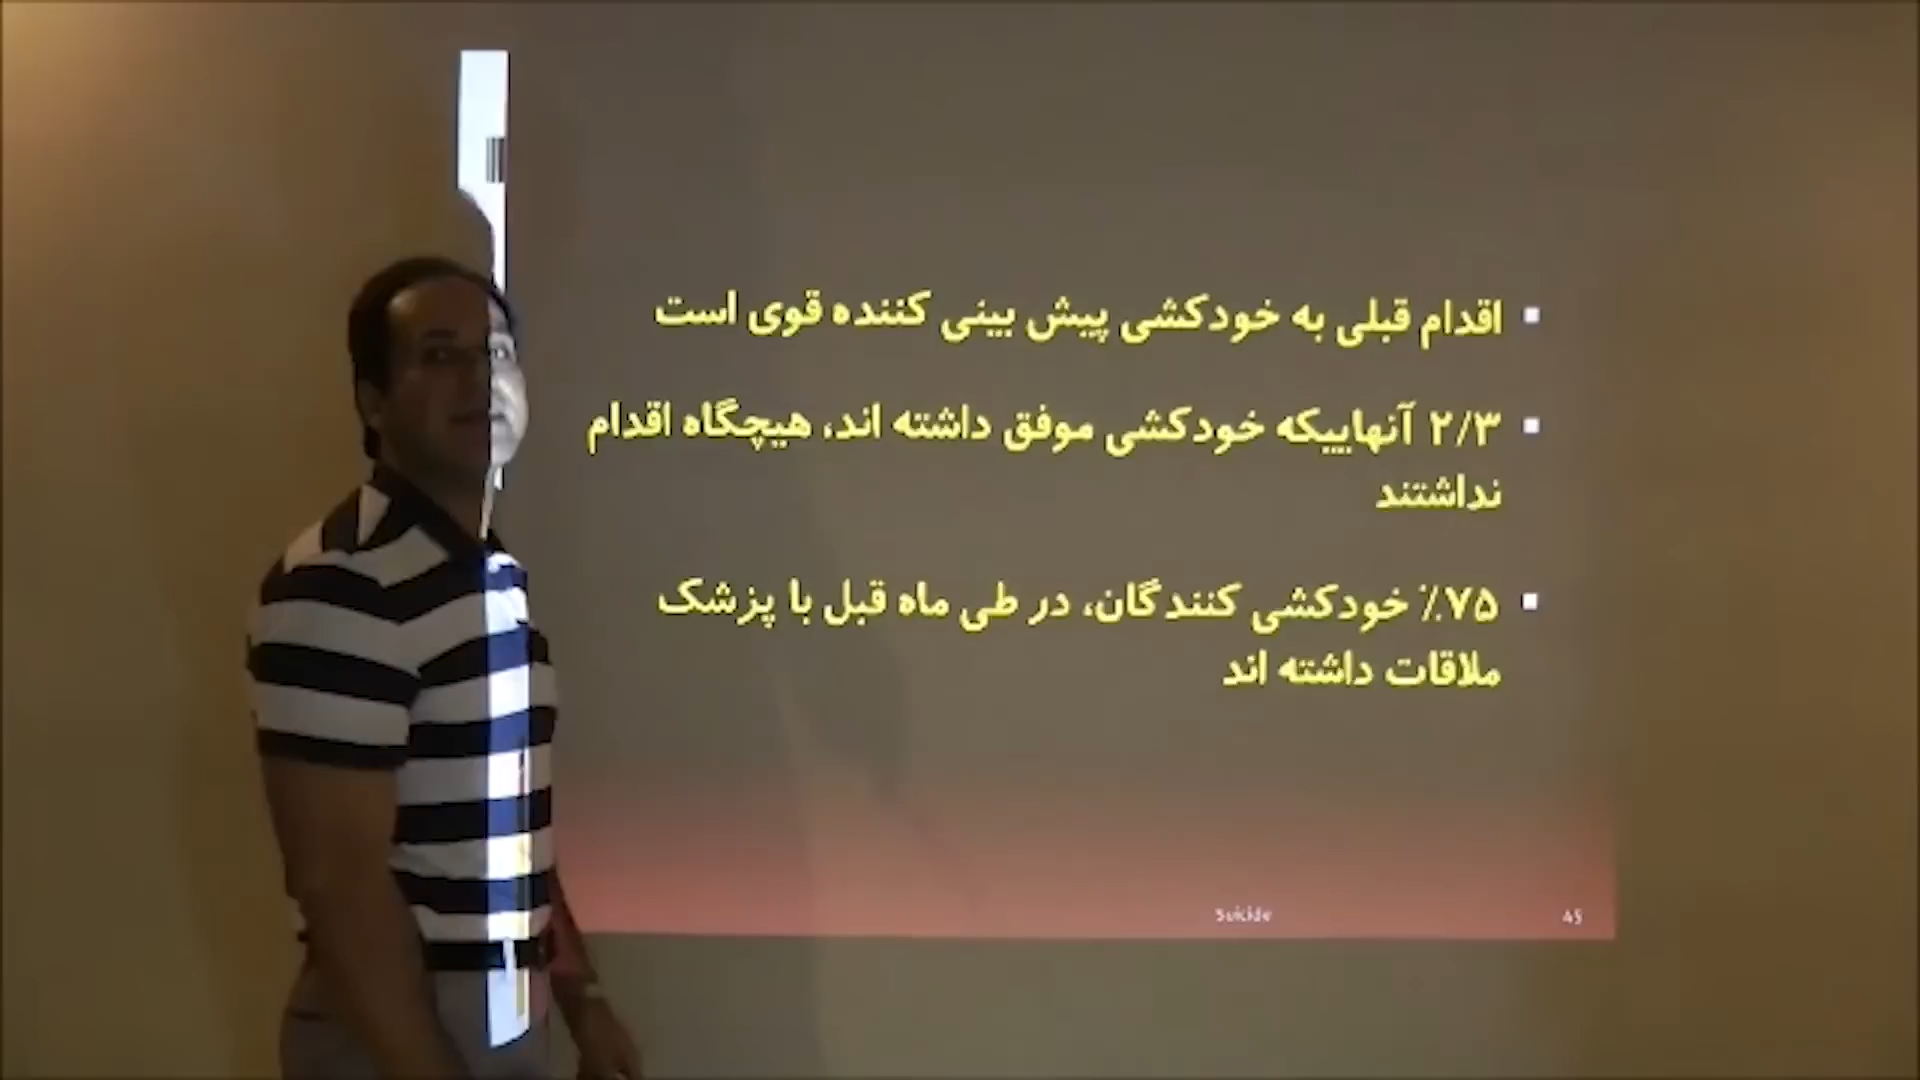 اقدام قبلی به خودکشی پیش بینی کننده قوی است
۲/۳ آنهاییکه خودکشی موفق داشته اند، هیچگاه اقدام
نداشتند
۷۵٪ خودکشی کنندگان، در طی ماه قبل با پزشک
ملاقات داشته اند
Suicide
45